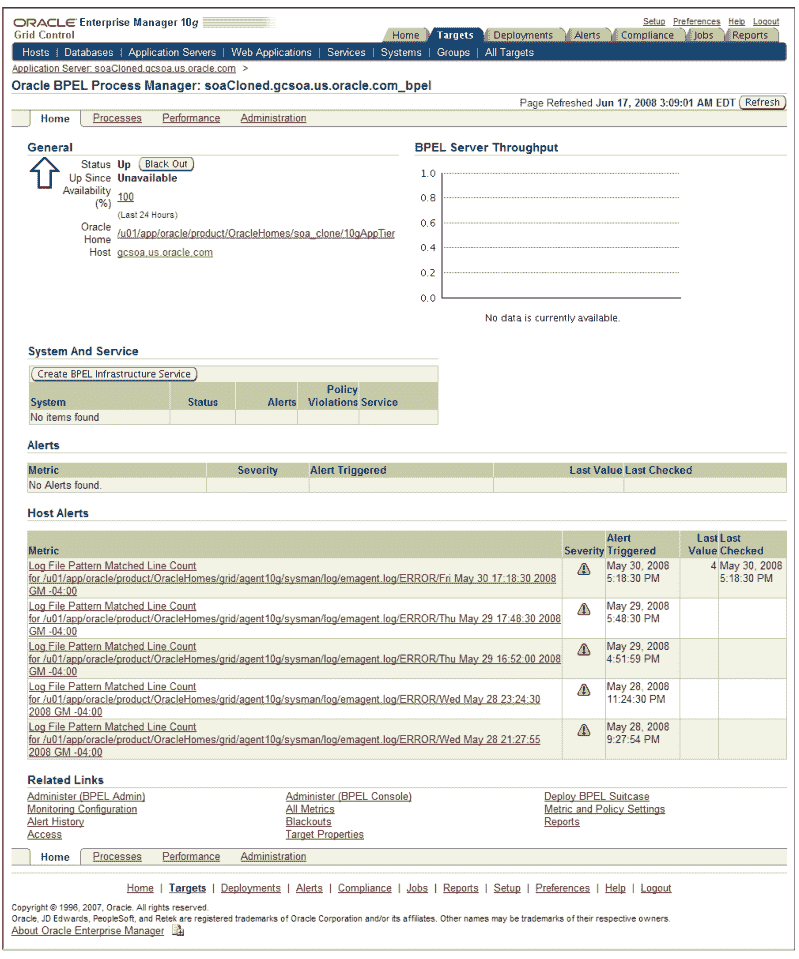 ORACLE Enterprise Manager 10g
Grid Control
Setup Preferences Help Logout
Home Targets Deployments Alerts Compliance Jobs Reports
Hosts | Databases | Application Servers | Web Applications | Services | Systems | Groups | All Targets
Application Server: soaCloned.gcsoa.us.oracle.com >
Oracle BPEL Process Manager: soaCloned.gcsoa.us.oracle.com_bpel
Page Refreshed Jun 17, 2008 3:09:01 AM EDT Refresh
Home Processes Performance Administration
General
Status Up Black Out
Up Since Unavailable
Availability (%) 100
(Last 24 Hours)
Oracle Home /u01/app/oracle/product/OracleHomes/soa_clone/10gAppTier
Host gcsoa.us.oracle.com
BPEL Server Throughput
1.0
0.8
0.6
0.4
0.2
0.0
No data is currently available.
System And Service
Create BPEL Infrastructure Service
System Status Alerts Policy Violations Service
No items found
Alerts
Metric Severity Alert Triggered Last Value Last Checked
No Alerts found.
Host Alerts
Metric Severity Alert Triggered Last Value Last Checked
Log File Pattern Matched Line Count
for /u01/app/oracle/product/OracleHomes/grid/agent10g/sysman/log/emagent.log/ERROR/Fri May 30 17:18:30 2008
GM -04:00
May 30, 2008
5:18:30 PM
4
May 30, 2008
5:18:30 PM
Log File Pattern Matched Line Count
for /u01/app/oracle/product/OracleHomes/grid/agent10g/sysman/log/emagent.log/ERROR/Thu May 29 17:48:30 2008
GM -04:00
May 29, 2008
5:48:30 PM
Log File Pattern Matched Line Count
for /u01/app/oracle/product/OracleHomes/grid/agent10g/sysman/log/emagent.log/ERROR/Thu May 29 16:52:00 2008
GM -04:00
May 29, 2008
4:51:59 PM
Log File Pattern Matched Line Count
for /u01/app/oracle/product/OracleHomes/grid/agent10g/sysman/log/emagent.log/ERROR/Wed May 28 23:24:30
2008 GM -04:00
May 28, 2008
11:24:30 PM
Log File Pattern Matched Line Count
for /u01/app/oracle/product/OracleHomes/grid/agent10g/sysman/log/emagent.log/ERROR/Wed May 28 21:27:55
2008 GM -04:00
May 28, 2008
9:27:54 PM
Related Links
Administer (BPEL Admin) Administer (BPEL Console) Deploy BPEL Suitcase
Monitoring Configuration All Metrics Metric and Policy Settings
Alert History Blackouts Reports
Access Target Properties
Home Processes Performance Administration
Home | Targets | Deployments | Alerts | Compliance | Jobs | Reports | Setup | Preferences | Help | Logout
Copyright © 1996, 2007, Oracle. All rights reserved.
Oracle, JD Edwards, PeopleSoft, and Retek are registered trademarks of Oracle Corporation and/or its affiliates. Other names may be trademarks of their respective owners.
About Oracle Enterprise Manager